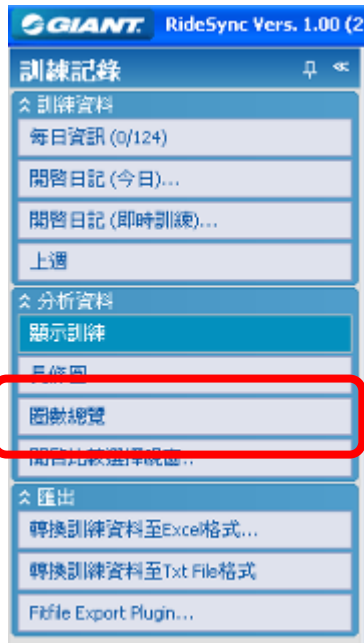 GIANT. RideSync Vers. 1.00 (2
訓練記錄
訓練資料
每日資訊 (0/124)
開啓日記 (今日)...
開啓日記 (即時訓練)...
上週
分析資料
顯示訓練
長條圖
圈數總覽
開啓比較選擇視窗..
匯出
轉換訓練資料至Excel格式...
轉換訓練資料至Txt File格式
Fitfile Export Plugin...